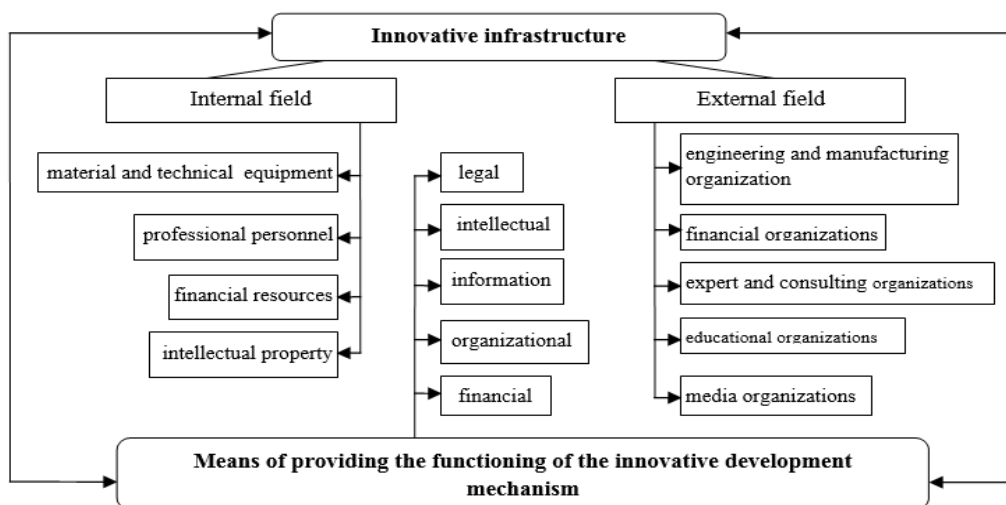 Innovative infrastructure
Internal field
External field
material and technical equipment
professional personnel
financial resources
intellectual property
legal
intellectual
information
organizational
financial
engineering and manufacturing
organization
financial organizations
expert and consulting organizations
educational organizations
media organizations
Means of providing the functioning of the innovative development
mechanism